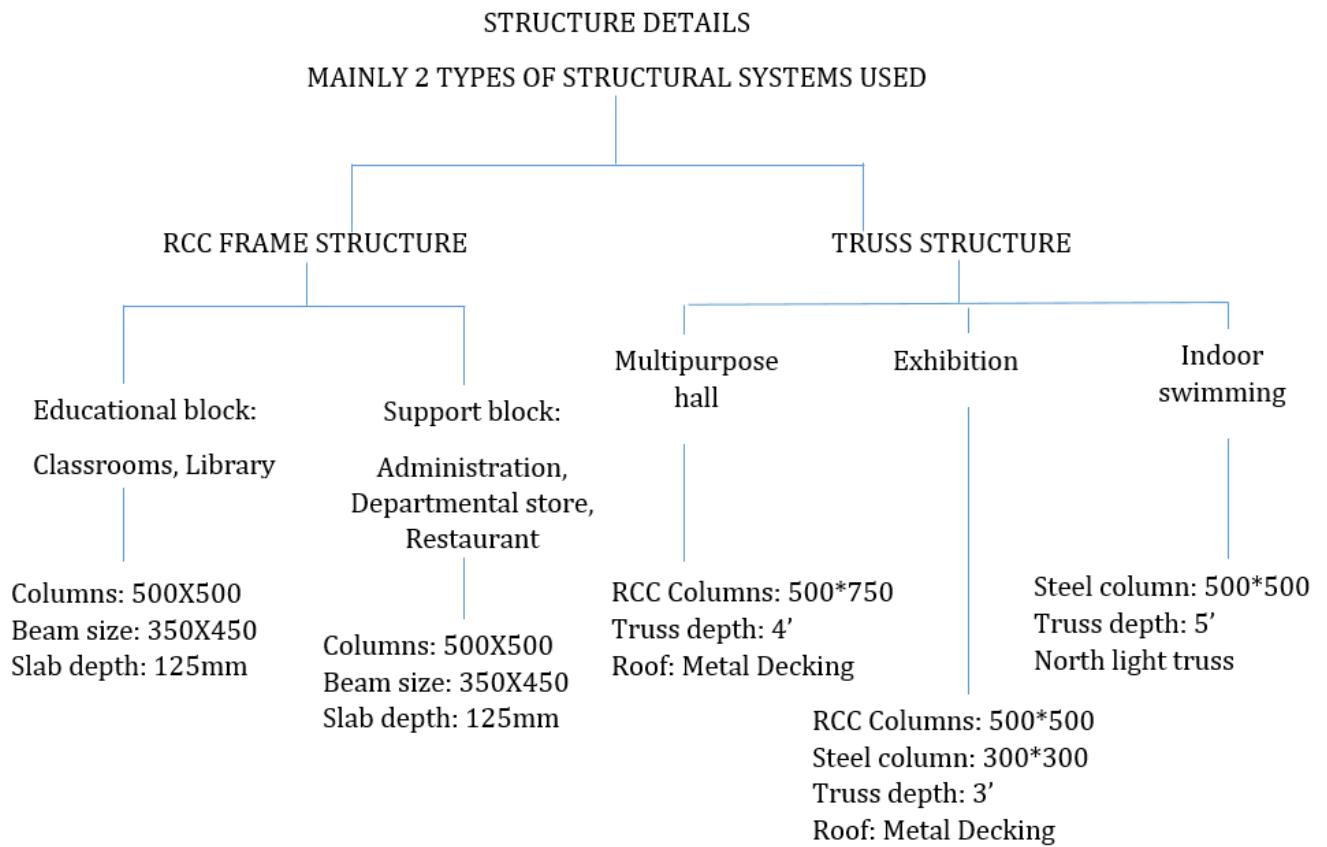 STRUCTURE DETAILS
MAINLY 2 TYPES OF STRUCTURAL SYSTEMS USED
RCC FRAME STRUCTURE
Educational block:
Classrooms, Library
Columns: 500X500
Beam size: 350X450
Slab depth: 125mm
Support block:
Administration,
Departmental store,
Restaurant
Columns: 500X500
Beam size: 350X450
Slab depth: 125mm
TRUSS STRUCTURE
Multipurpose
hall
RCC Columns: 500*750
Truss depth: 4’
Roof: Metal Decking
Exhibition
RCC Columns: 500*500
Steel column: 300*300
Truss depth: 3’
Roof: Metal Decking
Indoor
swimming
Steel column: 500*500
Truss depth: 5’
North light truss